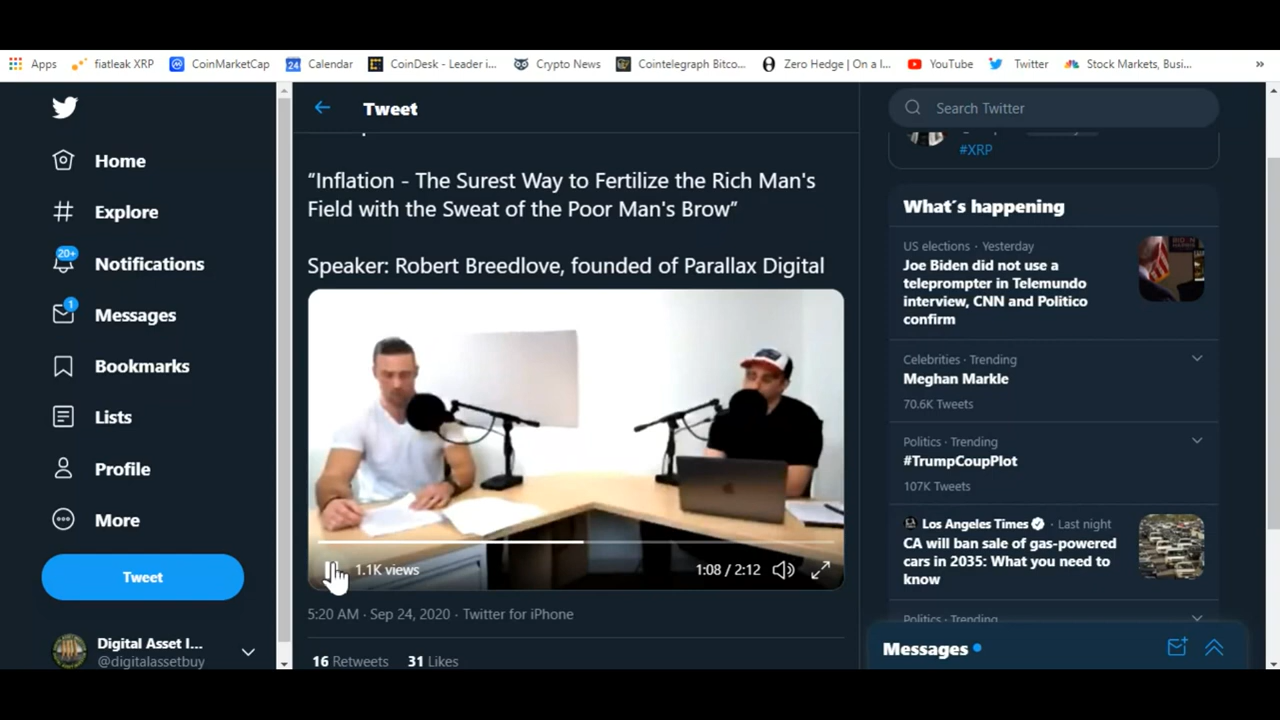 Apps
fiatleak XRP
CoinMarketCap
24
Calendar
CoinDesk - Leader i...
Crypto News
Cointelegraph Bitco...
Zero Hedge | On a l...
YouTube
Twitter
Stock Markets, Busi...
»
Home
Explore
20+
Notifications
1
Messages
Bookmarks
Lists
Profile
More
Tweet
Digital Asset I...
@digitalassetbuy
Tweet
“Inflation - The Surest Way to Fertilize the Rich Man's
Field with the Sweat of the Poor Man's Brow”
Speaker: Robert Breedlove, founded of Parallax Digital
1.1K views
1:08 / 2:12
5:20 AM · Sep 24, 2020 · Twitter for iPhone
16 Retweets 31 Likes
Search Twitter
#XRP
What´s happening
US elections · Yesterday
Joe Biden did not use a
teleprompter in Telemundo
interview, CNN and Politico
confirm
Celebrities · Trending
Meghan Markle
70.6K Tweets
Politics · Trending
#TrumpCoupPlot
107K Tweets
Los Angeles Times · Last night
CA will ban sale of gas-powered
cars in 2035: What you need to
know
Politics · Trending
Messages